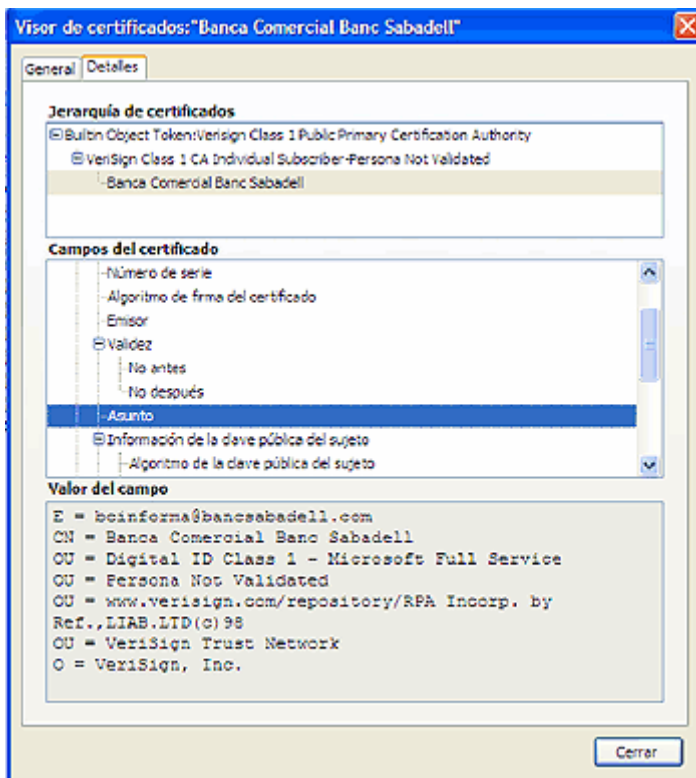 Visor de certificados:"Banca Comercial Banc Sabadell"
General Detalles
Jerarquía de certificados
Builtin Object Token:Verisign Class 1 Public Primary Certification Authority
VeriSign Class 1 CA Individual Subscriber-Persona Not Validated
Banca Comercial Banc Sabadell
Campos del certificado
Número de serie
Algoritmo de firma del certificado
Emisor
Validez
No antes
No después
Asunto
Información de la clave pública del sujeto
Algoritmo de la clave pública del sujeto
Valor del campo
E = bcinforma@bancsabadell.com
CN = Banca Comercial Banc Sabadell
OU = Digital ID Class 1 - Microsoft Full Service
OU = Persona Not Validated
OU = www.verisign.com/repository/RPA Incorp. by
Ref.,LIAB.LTD(c)98
OU = VeriSign Trust Network
O = VeriSign, Inc.
Cerrar